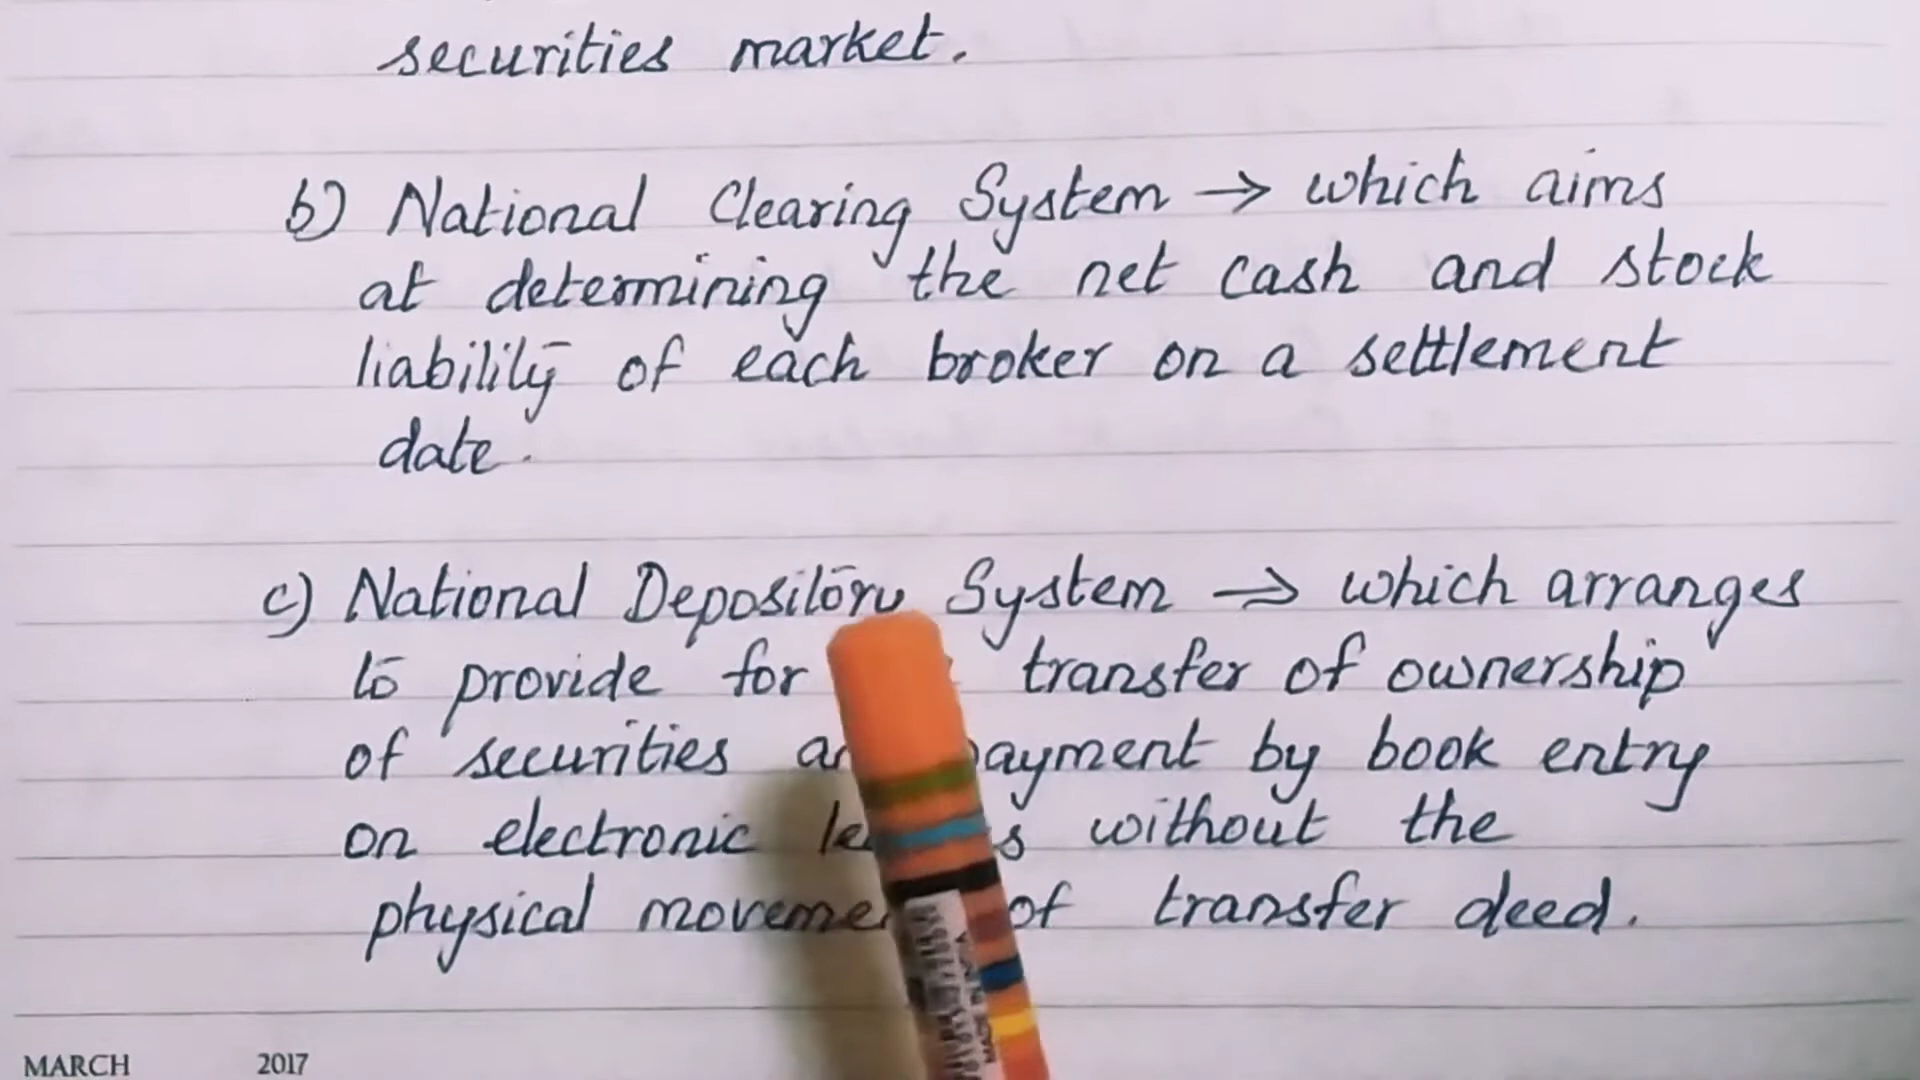 securities market.
b) National Clearing System → which aims
at determining the net cash and stock
liability of each broker on a settlement
date.
c) National Depository System → which arranges
to provide for transfer of ownership
of securities payment by book entry
on electronic without the
physical of transfer deed.
MARCH 2017